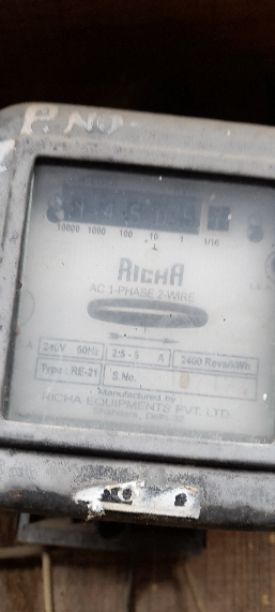 P.NO
10000 1000 100 10 1 1/10
RICHA
AC 1-PHASE 2-WIRE
A 240V 50Hz 2.5-5 A 2400 Revs/kWh
Type : RE-21 S.No.
Manufactured by
RICHA EQUIPMENTS PVT. LTD.